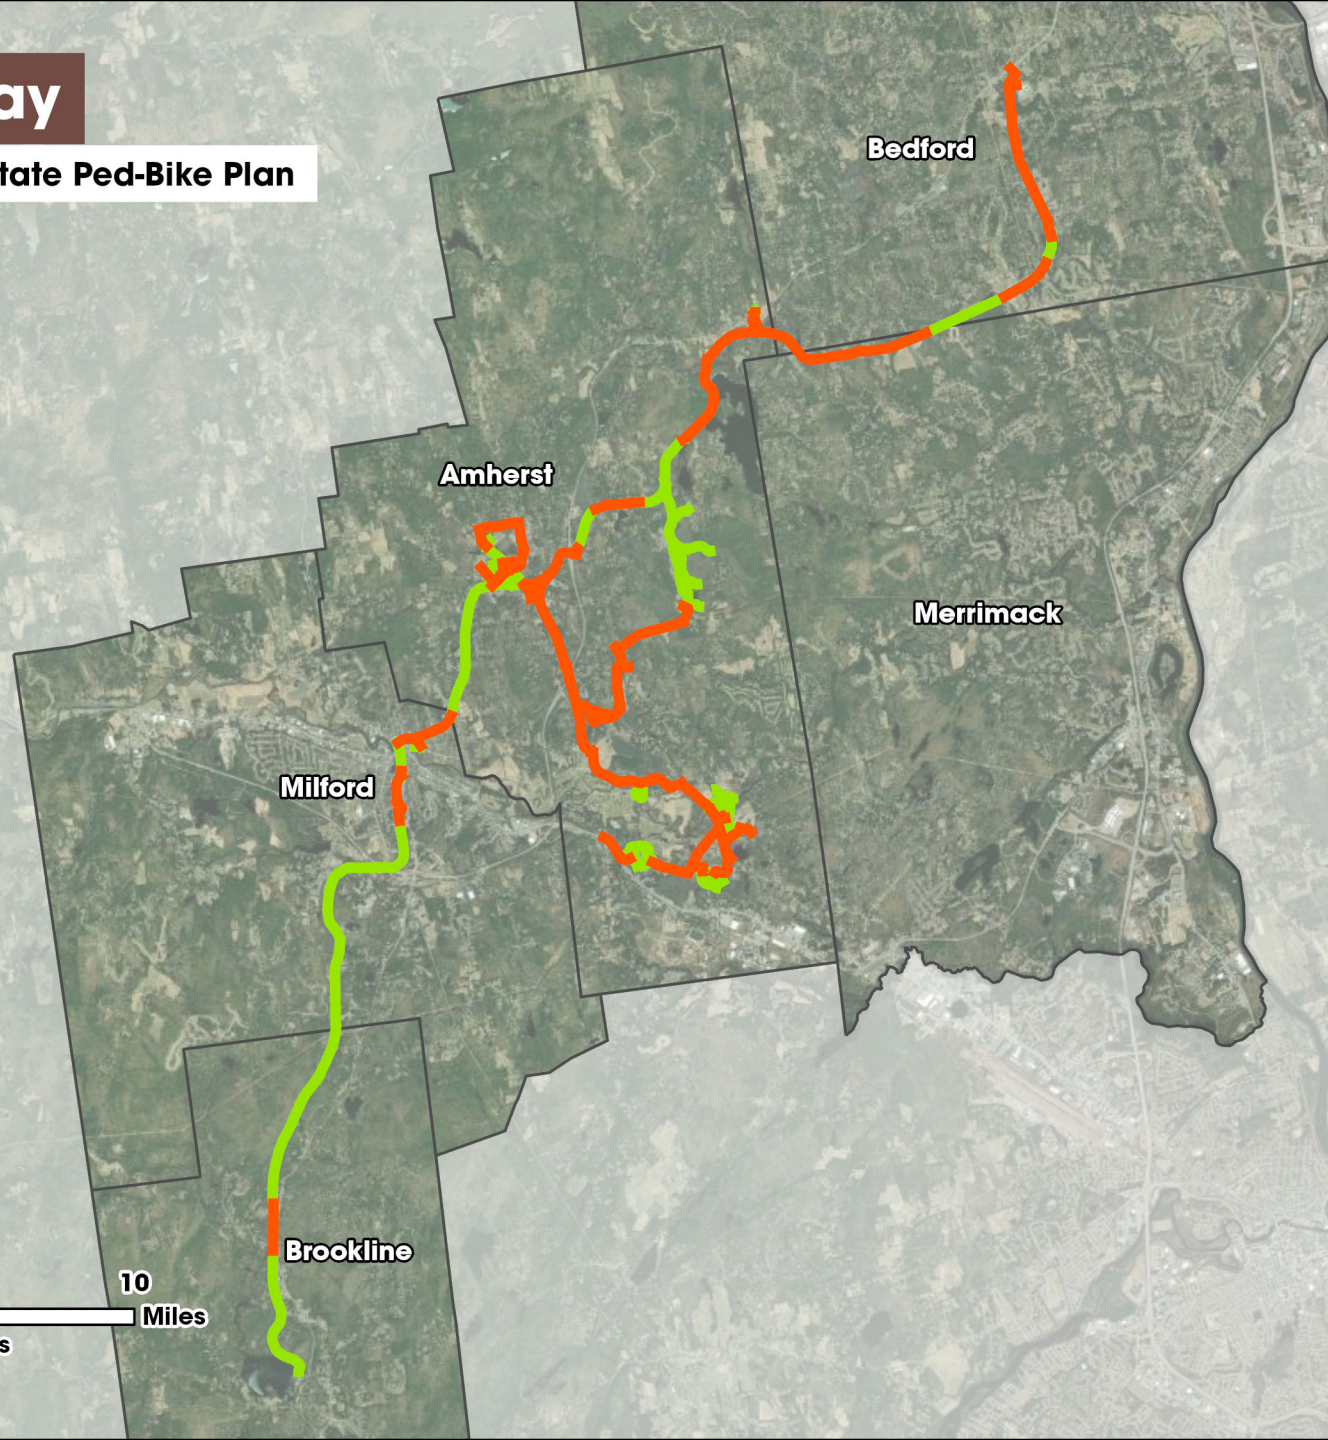 ay
tate Ped-Bike Plan
Bedford
Amherst
Merrimack
Milford
Brookline
10
Miles
s